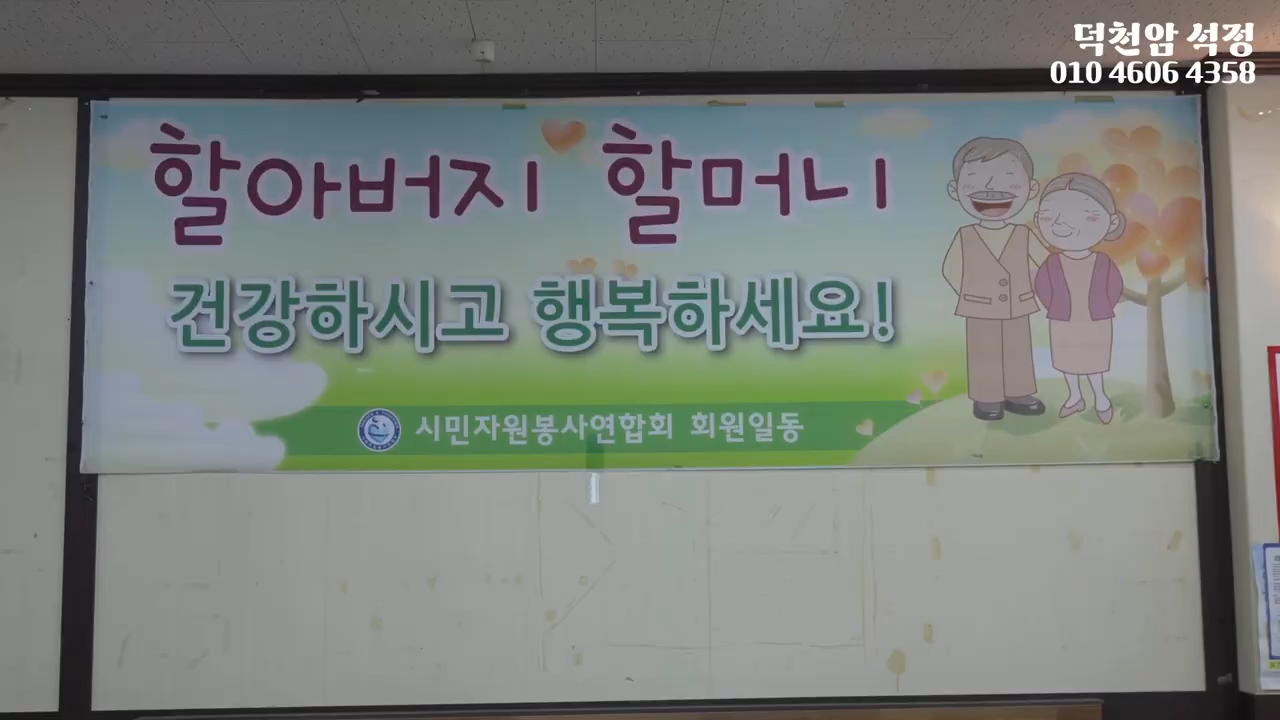 덕천암 석정
010 4606 4358
할아버지 할머니
건강하시고 행복하세요!
시민자원봉사연합회 회원일동